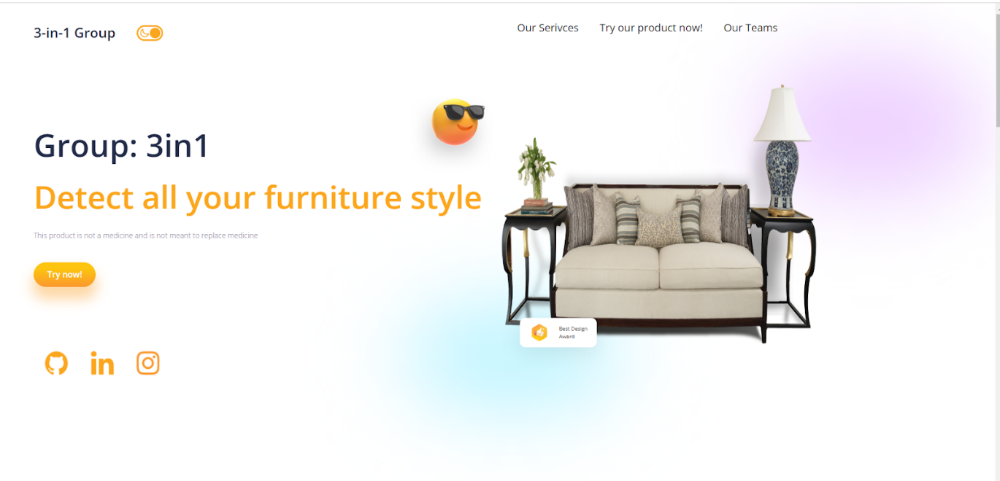 3-in-1 Group
Our Serivces
Try our product now!
Our Teams
Group: 3in1
Detect all your furniture style
This product is not a medicine and is not meant to replace medicine
Try now!
Best Design
Award
in